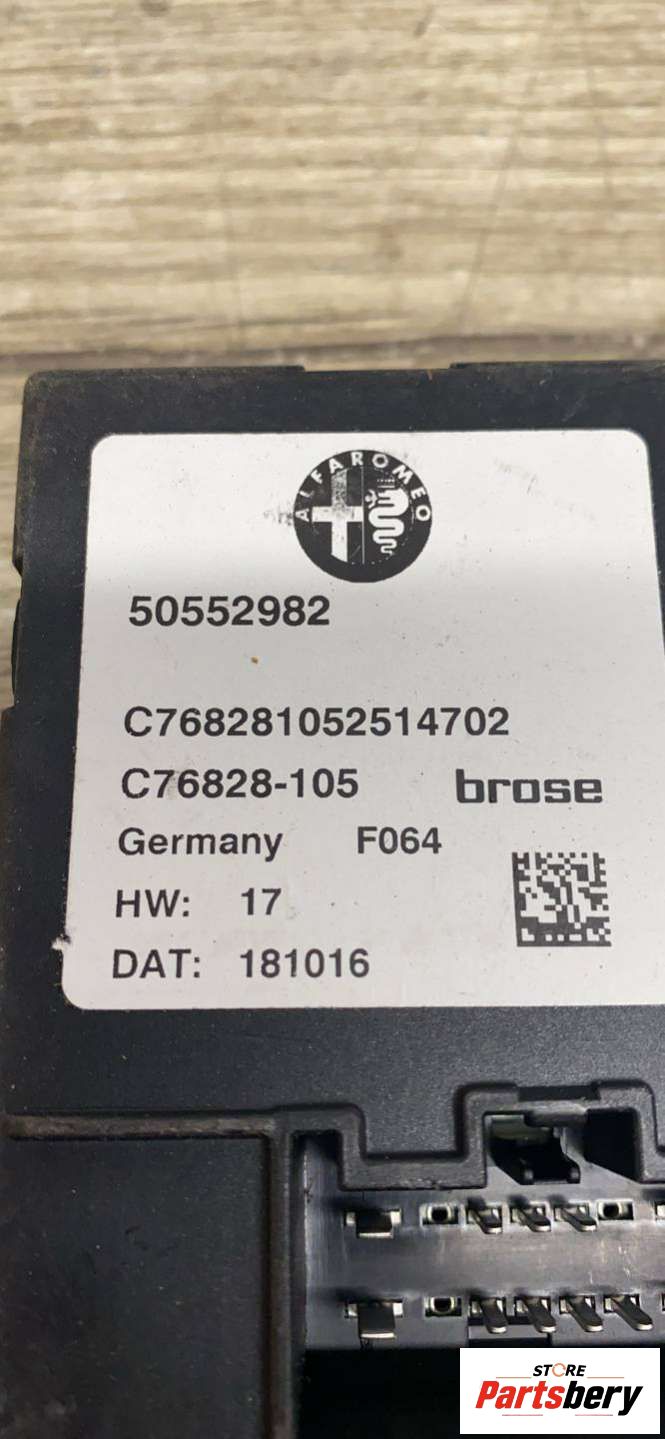 ALFA ROMEO
50552982
C768281052514702
C76828-105 brose
Germany F064
HW: 17
DAT: 181016
STORE
Partsbery